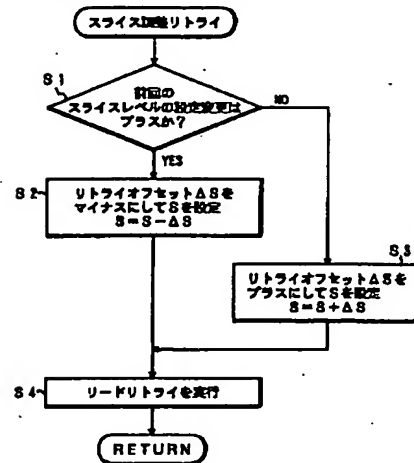 スライス調整リトライ
S1
前回の
スライスレベルの設定変更は
プラスか?
NO
YES
S2
リトライオフセットΔSを
マイナスにしてSを設定
S=S-ΔS
S3
リトライオフセットΔSを
プラスにしてSを設定
S=S+ΔS
S4
リードリトライを実行
RETURN